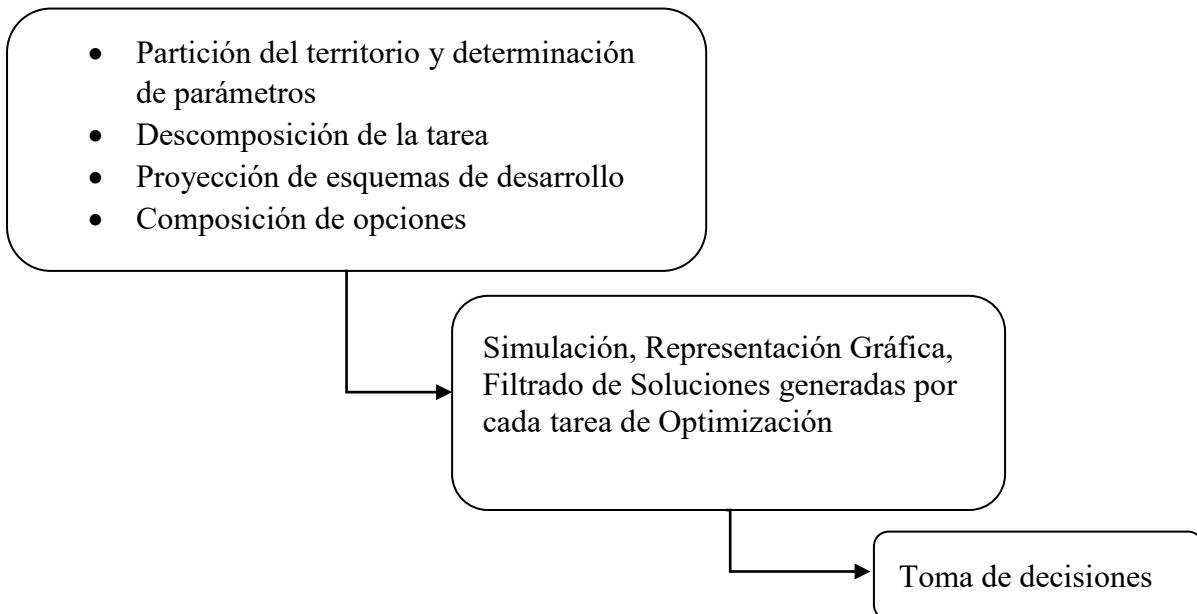 • Partición del territorio y determinación
de parámetros
• Descomposición de la tarea
• Proyección de esquemas de desarrollo
• Composición de opciones
Simulación, Representación Gráfica,
Filtrado de Soluciones generadas por
cada tarea de Optimización
Toma de decisiones